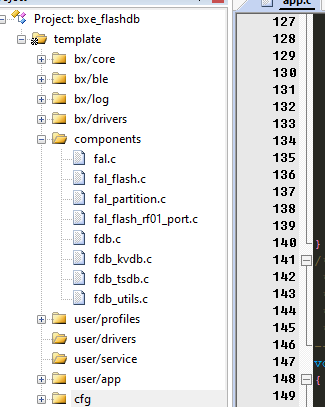 Project: bxe_flashdb
template
bx/core
bx/ble
bx/log
bx/drivers
components
fal.c
fal_flash.c
fal_partition.c
fal_flash_rf01_port.c
fdb.c
fdb_kvdb.c
fdb_tsdb.c
fdb_utils.c
user/profiles
user/drivers
user/service
user/app
cfg
app.c
127
128
129
130
131
132
133
134
135
136
137
138
139
140 }
141 /
142
143
144
145
146
147 vo
148 {
149